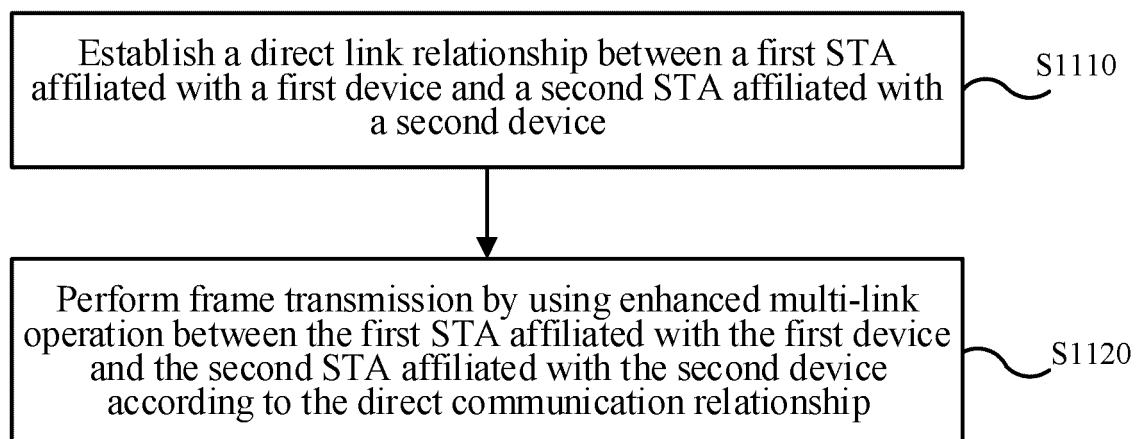 Establish a direct link relationship between a first STA
affiliated with a first device and a second STA affiliated with
a second device
S1110
Perform frame transmission by using enhanced multi-link
operation between the first STA affiliated with the first device
and the second STA affiliated with the second device
according to the direct communication relationship
S1120